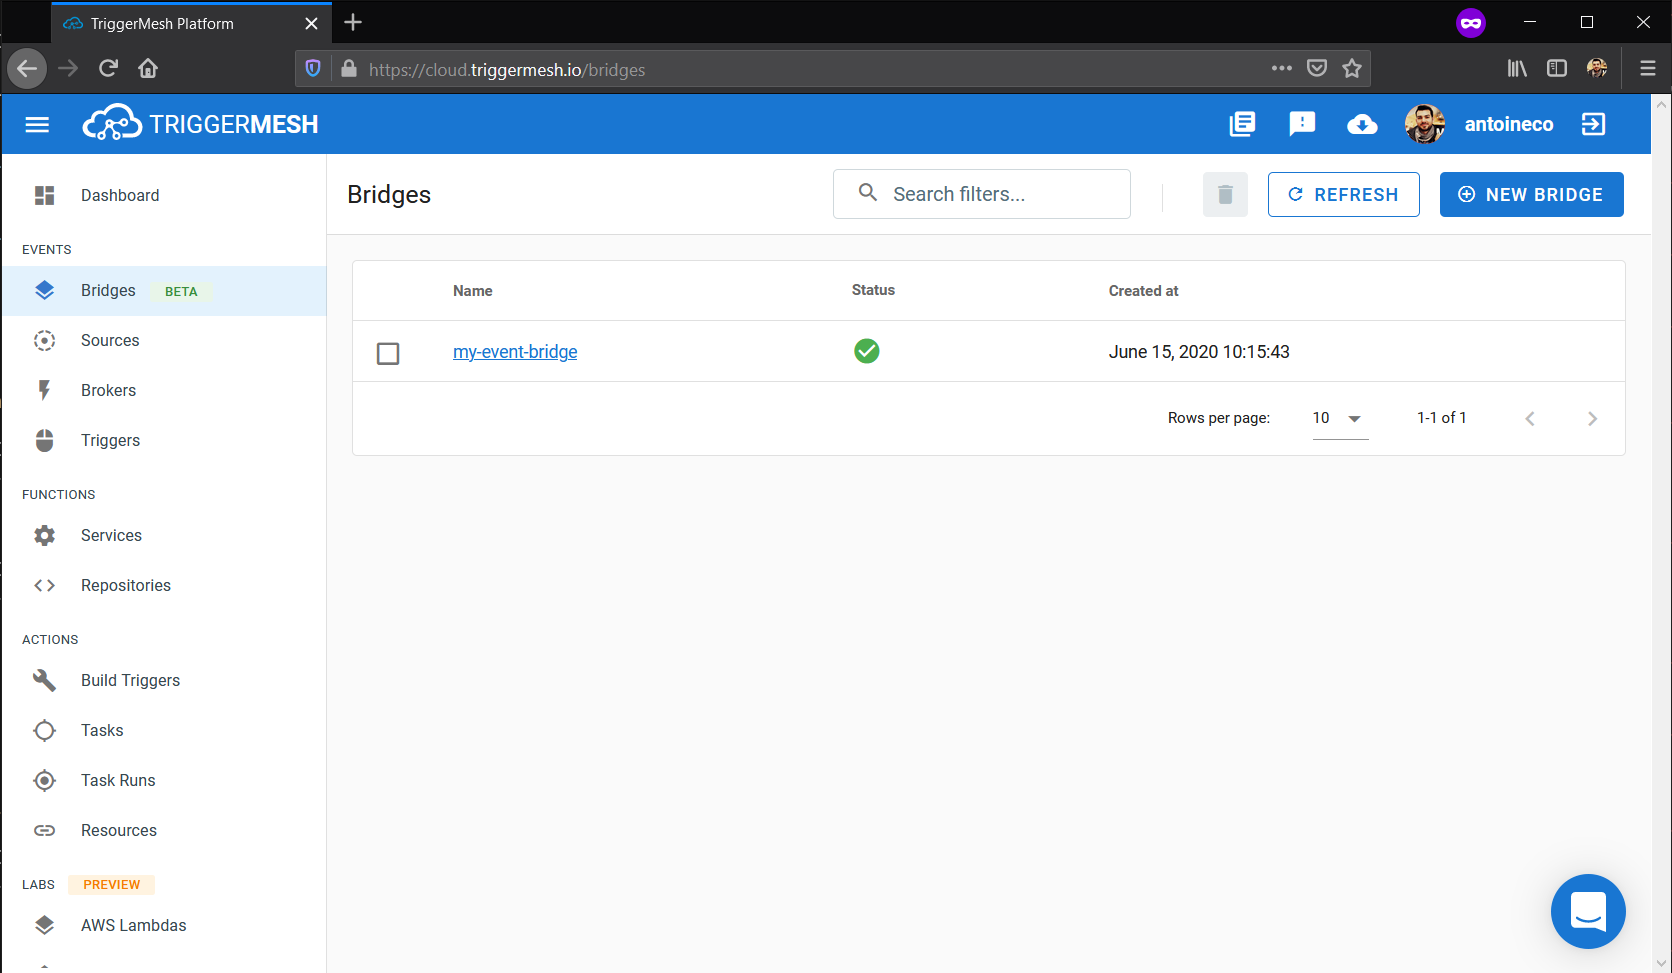 TriggerMesh Platform
https://cloud.triggermesh.io/bridges
TRIGGERMESH
antoineco
Dashboard
EVENTS
Bridges BETA
Sources
Brokers
Triggers
FUNCTIONS
Services
Repositories
ACTIONS
Build Triggers
Tasks
Task Runs
Resources
LABS PREVIEW
AWS Lambdas
Bridges
Search filters...
REFRESH
NEW BRIDGE
Name Status Created at
my-event-bridge June 15, 2020 10:15:43
Rows per page: 10 1-1 of 1